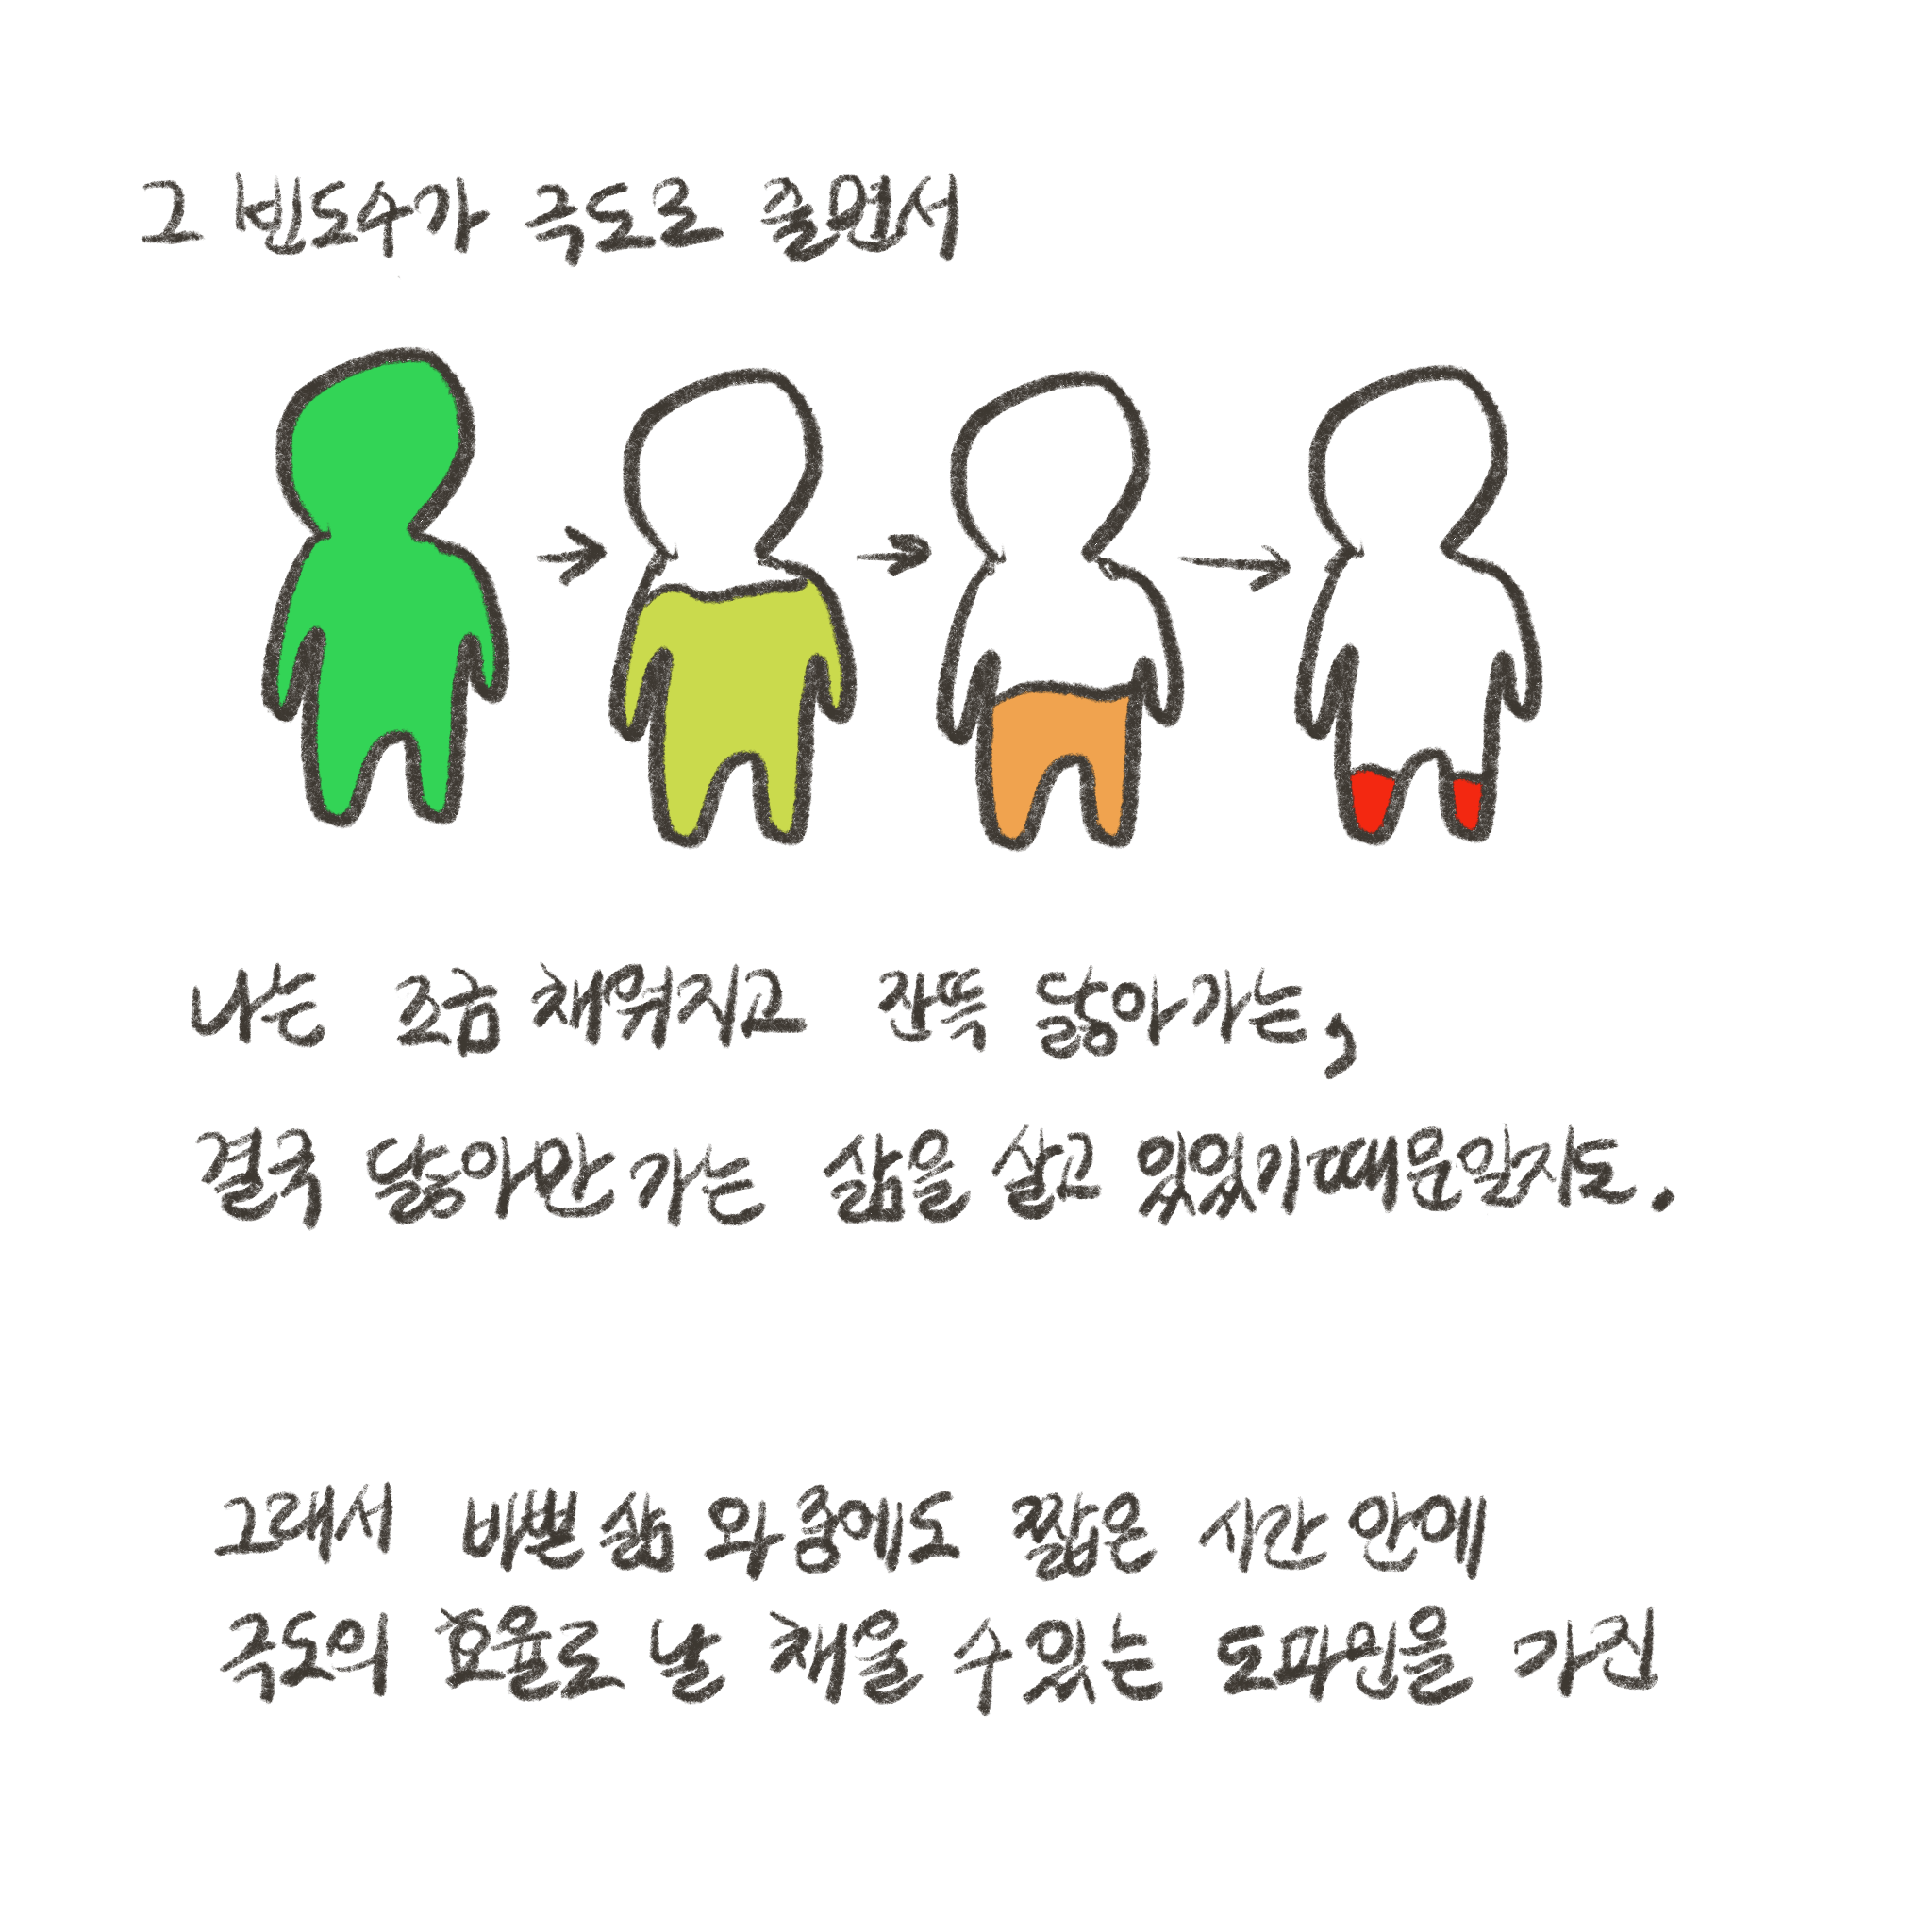 그 빈도수가 극도로 줄면서
나는 조금 채워지고 잔뜩 닳아가는,
결국 닳아만 가는 삶을 살고 있었기때문일지도.
그래서 바쁠 삶 와중에도 짧은 시간 안에
극도의 효율로 날 채울 수 있는 도파민을 가진